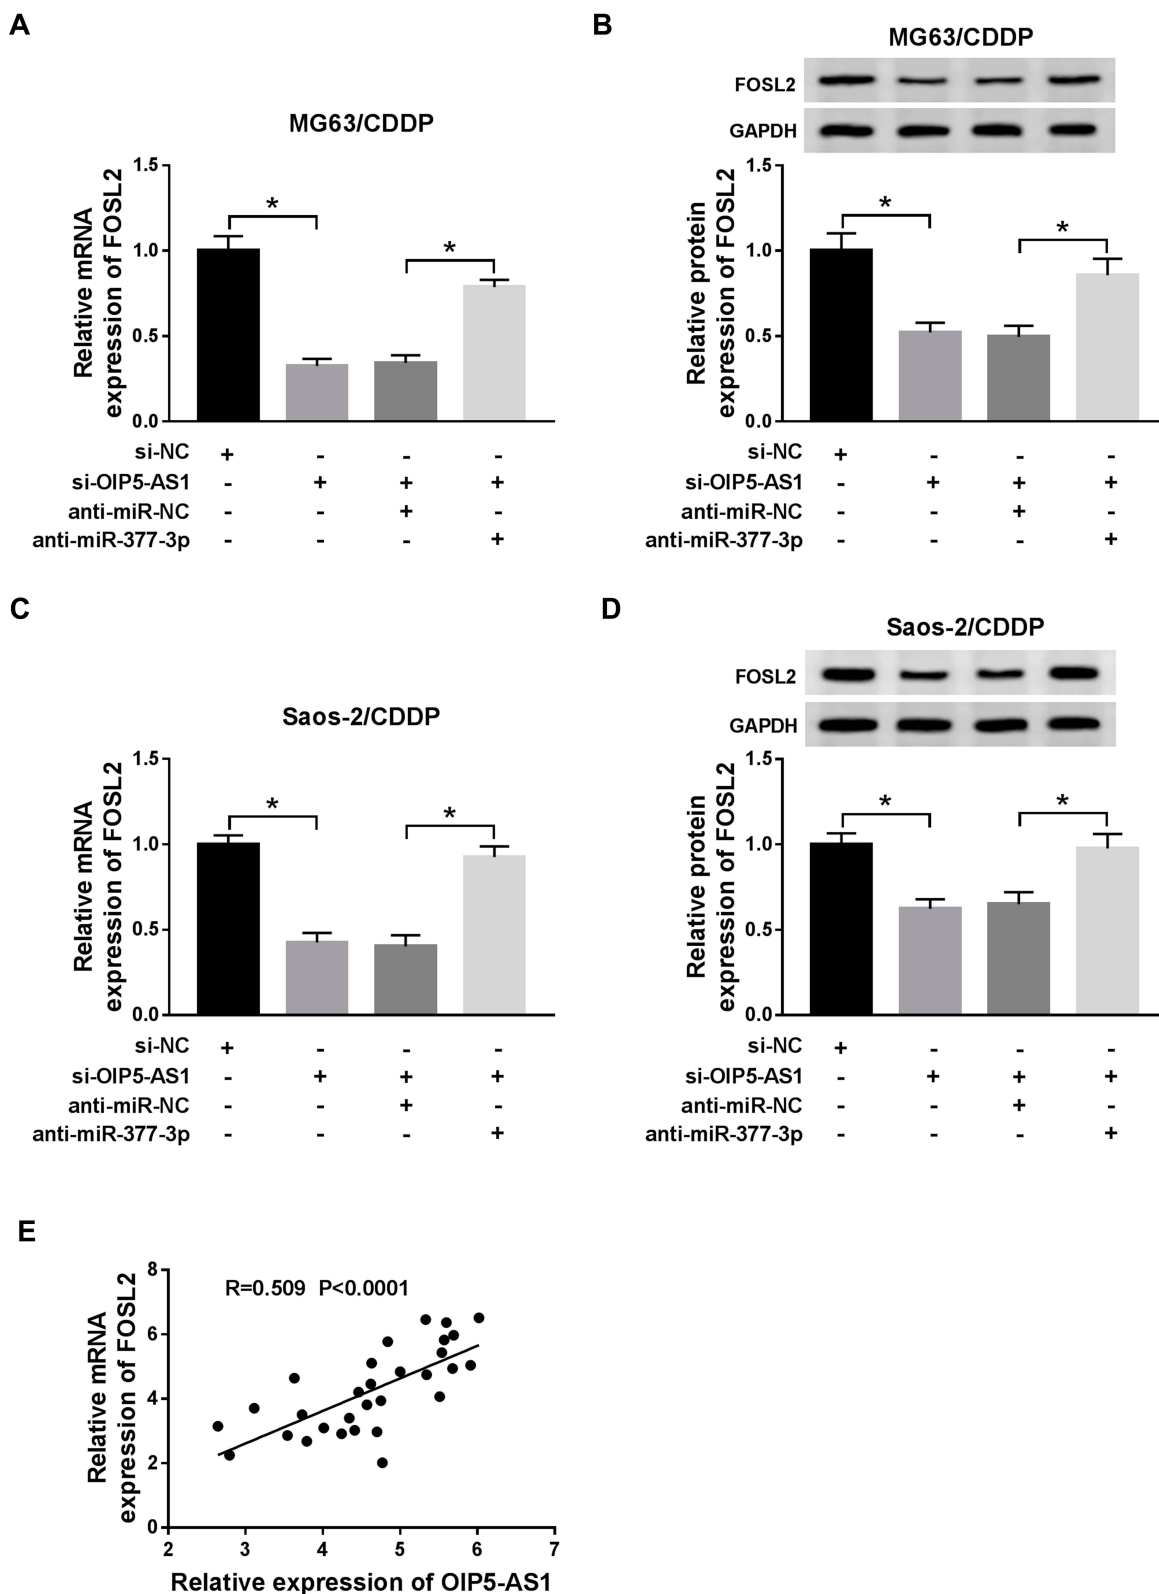 A
MG63/CDDP
Relative mRNA
expression of FOSL2
1.5
1.0
0.5
0.0
*
*
si-NC + - - -
si-OIP5-AS1 - + + +
anti-miR-NC - - + -
anti-miR-377-3p - - - +
B
MG63/CDDP
FOSL2
GAPDH
Relative protein
expression of FOSL2
1.5
1.0
0.5
0.0
*
*
si-NC + - - -
si-OIP5-AS1 - + + +
anti-miR-NC - - + -
anti-miR-377-3p - - - +
C
Saos-2/CDDP
Relative mRNA
expression of FOSL2
1.5
1.0
0.5
0.0
*
*
si-NC + - - -
si-OIP5-AS1 - + + +
anti-miR-NC - - + -
anti-miR-377-3p - - - +
D
Saos-2/CDDP
FOSL2
GAPDH
Relative protein
expression of FOSL2
1.5
1.0
0.5
0.0
*
*
si-NC + - - -
si-OIP5-AS1 - + + +
anti-miR-NC - - + -
anti-miR-377-3p - - - +
E
R=0.509 P<0.0001
Relative mRNA
expression of FOSL2
8
6
4
2
0
2 3 4 5 6 7
Relative expression of OIP5-AS1